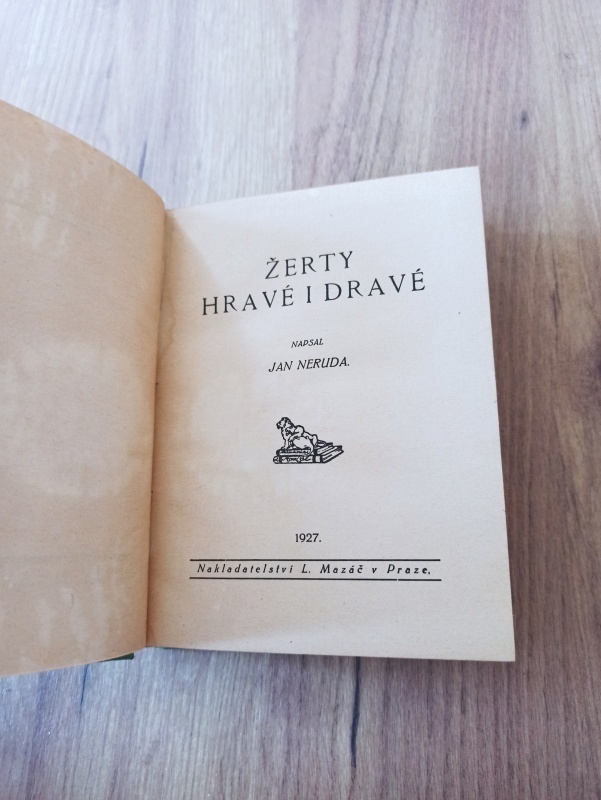 ŽERTY
HRAVÉ I DRAVÉ
NAPSAL
JAN NERUDA.
1927.
Nakladatelství L. Mazáč v Praze.